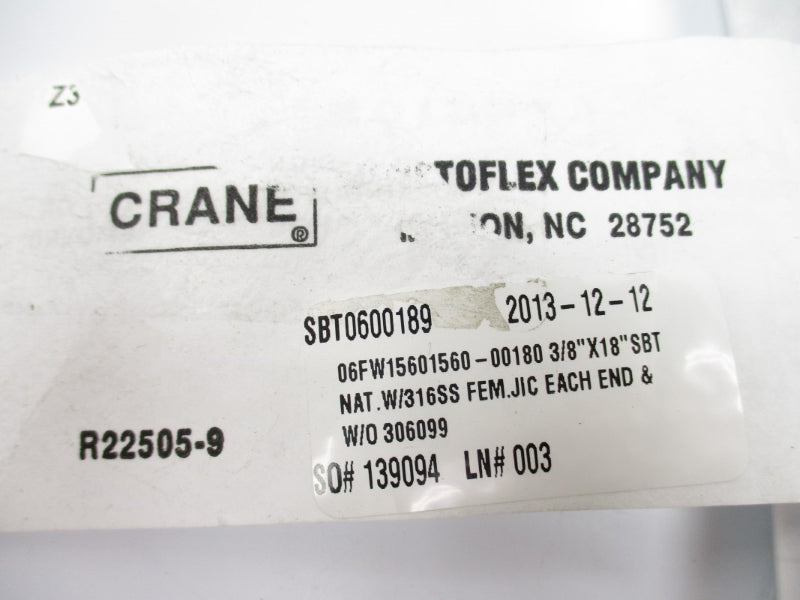 Z3
CRANE®
TOFLEX COMPANY
ON, NC 28752
SBT0600189 2013-12-12
06FW15601560-00180 3/8"X18"SBT
NAT.W/316SS FEM.JIC EACH END &
W/O 306099
SO# 139094 LN# 003
R22505-9